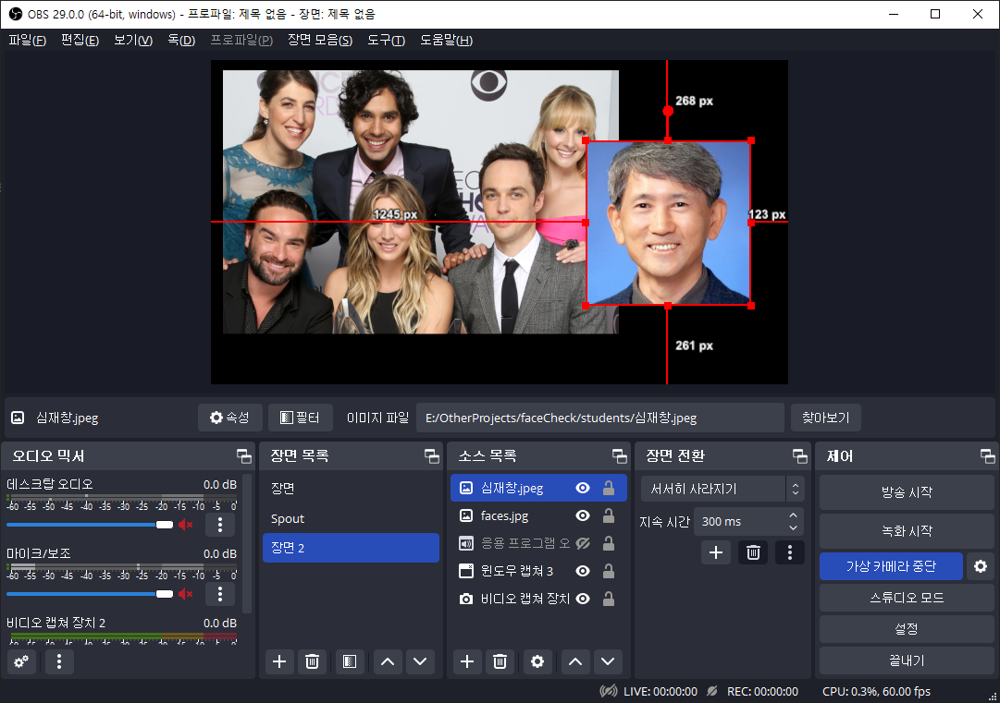 OBS 29.0.0 (64-bit, windows) - 프로파일: 제목 없음 - 장면: 제목 없음
파일(F) 편집(E) 보기(V) 독(D) 프로파일(P) 장면 모음(S) 도구(T) 도움말(H)
268 px
1245 px
123 px
261 px
심재창.jpeg 속성 필터 이미지 파일 E:/OtherProjects/faceCheck/students/심재창.jpeg 찾아보기
오디오 믹서
데스크탑 오디오 0.0 dB
-60 -55 -50 -45 -40 -35 -30 -25 -20 -15 -10 -5 0
마이크/보조 0.0 dB
-60 -55 -50 -45 -40 -35 -30 -25 -20 -15 -10 -5 0
비디오 캡쳐 장치 2 0.0 dB
장면 목록
장면
Spout
장면 2
소스 목록
심재창.jpeg
faces.jpg
응용 프로그램 오
윈도우 캡쳐 3
비디오 캡쳐 장치
장면 전환
서서히 사라지기
지속 시간 300 ms
제어
방송 시작
녹화 시작
가상 카메라 중단
스튜디오 모드
설정
끝내기
LIVE: 00:00:00 REC: 00:00:00 CPU: 0.3%, 60.00 fps